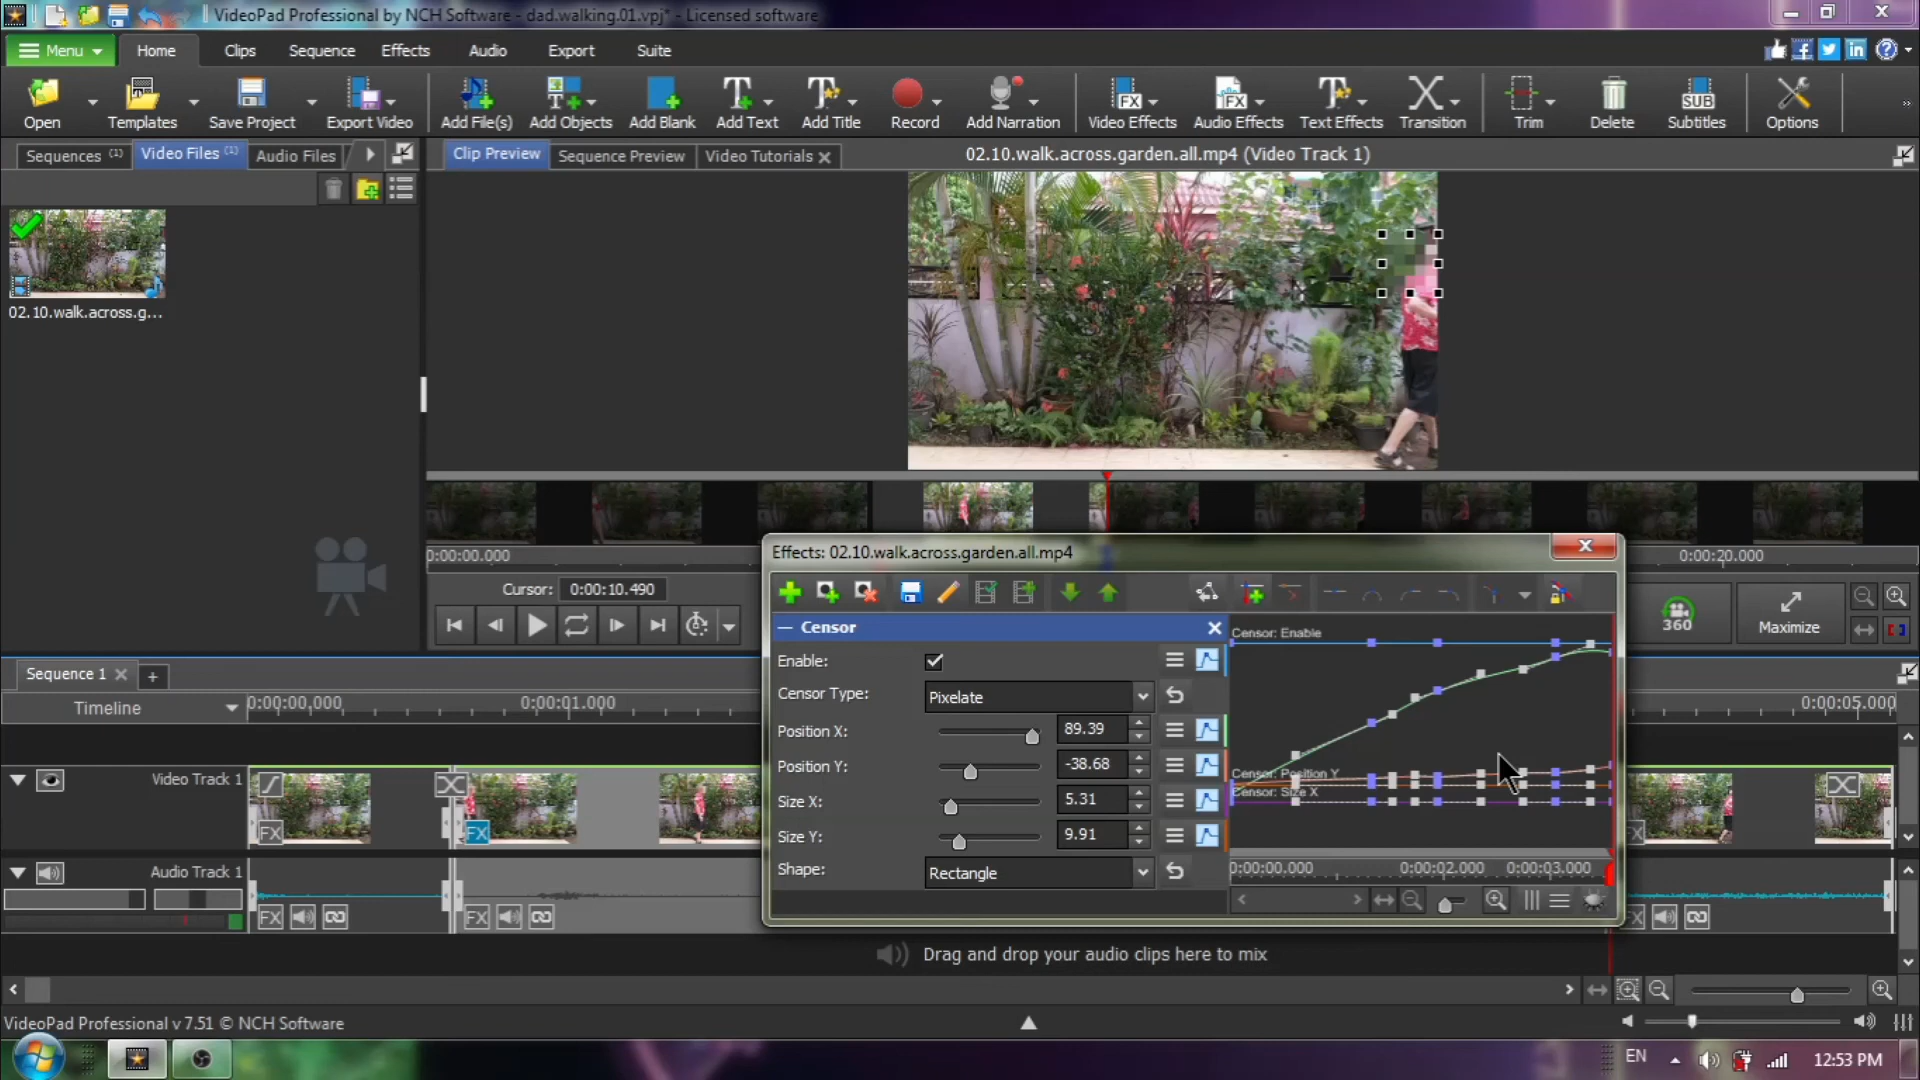 VideoPad Professional by NCH Software - dad.walking.01.vpj* - Licensed software
Menu Home Clips Sequence Effects Audio Export Suite
Open Templates Save Project Export Video Add File(s) Add Objects Add Blank Add Text Add Title Record Add Narration Video Effects Audio Effects Text Effects Transition Trim Delete Subtitles Options
Sequences (1) Video Files (1) Audio Files Clip Preview Sequence Preview Video Tutorials 02.10.walk.across.garden.all.mp4 (Video Track 1)
02.10.walk.across.g...
0:00:00.000 0:00:20.000
Cursor: 0:00:10.490
360 Maximize
Effects: 02.10.walk.across.garden.all.mp4
Censor
Enable:
Censor Type: Pixelate
Position X: 89.39
Position Y: -38.68
Size X: 5.31
Size Y: 9.91
Shape: Rectangle
Censor: Enable
Censor: Position Y
Censor: Size X
0:00:00.000 0:00:02.000 0:00:03.000
Sequence 1
Timeline 0:00:00,000 0:00:01.000 0:00:05.000
Video Track 1
FX FX FX
Audio Track 1
FX FX FX
Drag and drop your audio clips here to mix
VideoPad Professional v 7.51 © NCH Software
EN 12:53 PM